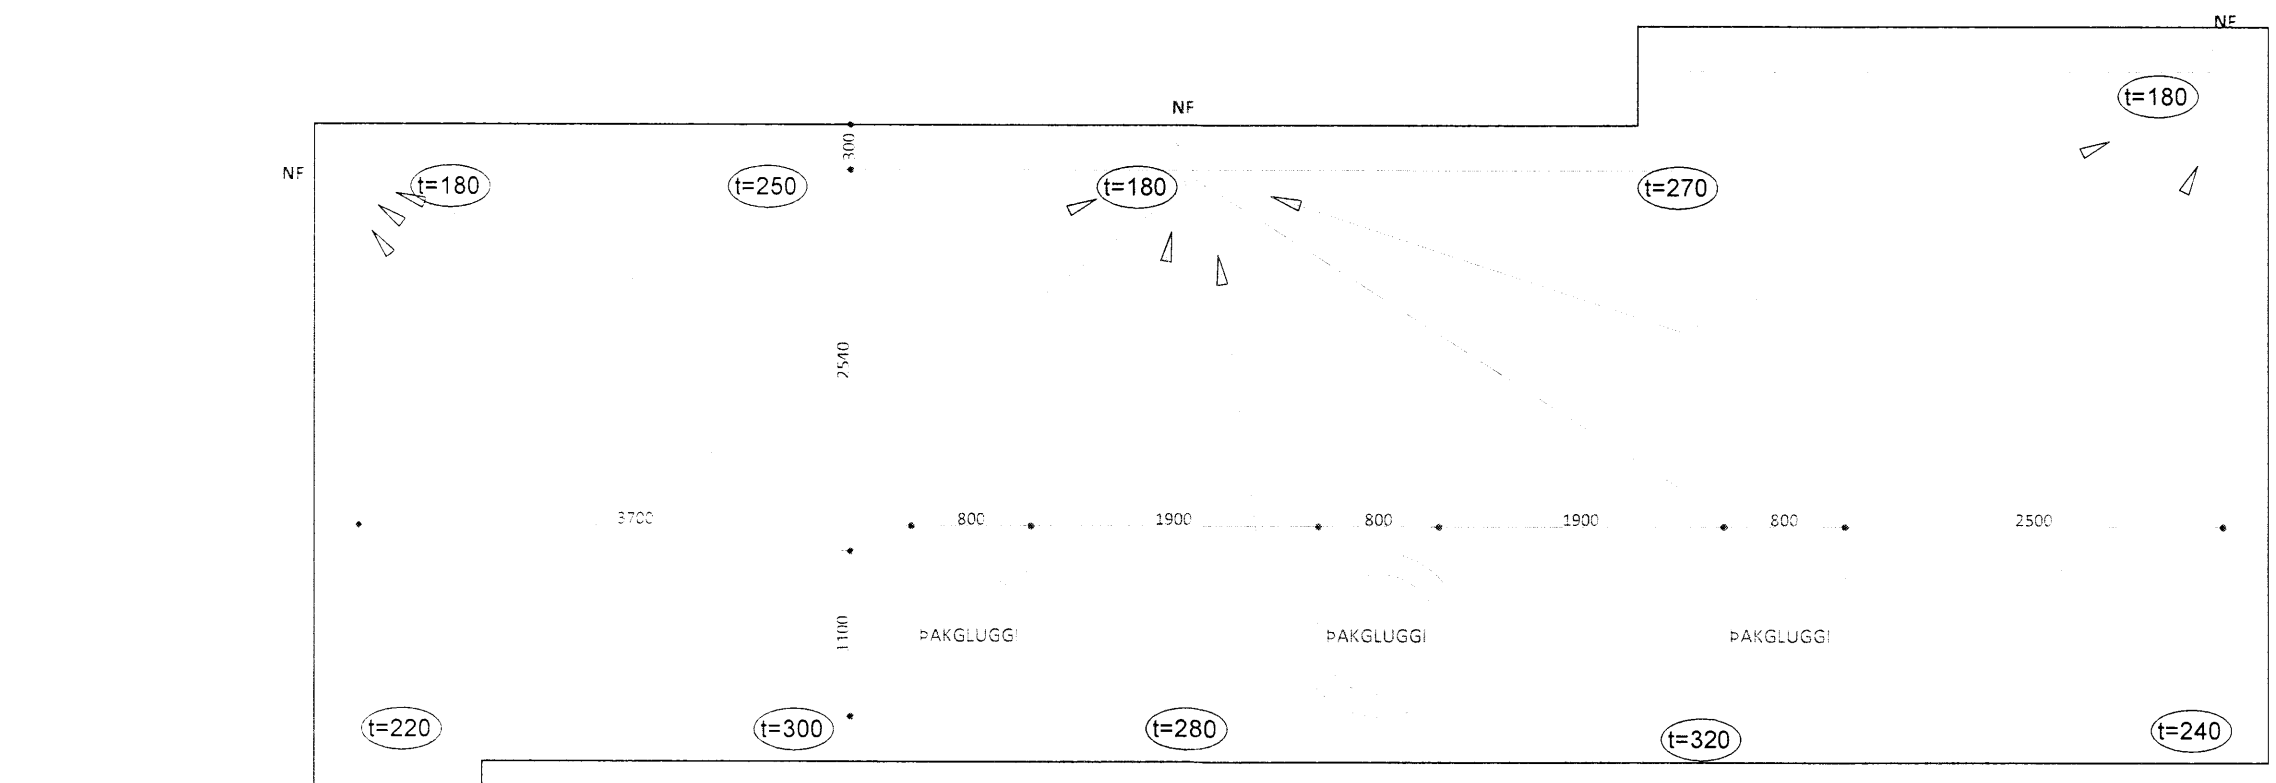 NF
t=180
NF
300
NF
t=180
t=250
t=180
t=270
2540
3700
800
1900
800
1900
800
2500
1100
ÞAKGLUGGI
ÞAKGLUGGI
ÞAKGLUGGI
t=220
t=300
t=280
t=320
t=240